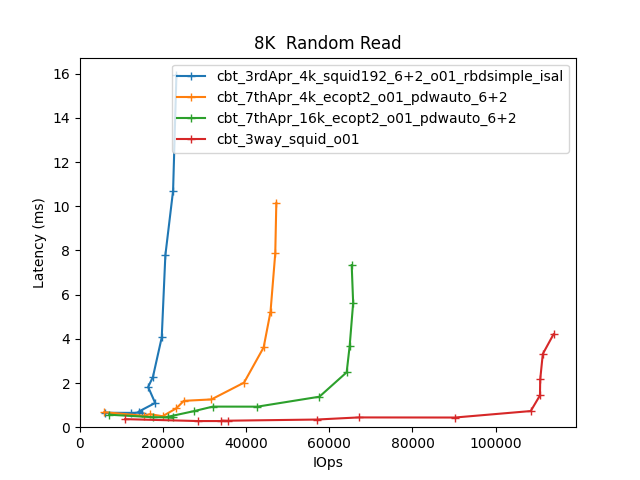 8K  Random Read
cbt_3rdApr_4k_squid192_6+2_o01_rbdsimple_isal
cbt_7thApr_4k_ecopt2_o01_pdwauto_6+2
cbt_7thApr_16k_ecopt2_o01_pdwauto_6+2
cbt_3way_squid_o01
Latency (ms)
16
14
12
10
8
6
4
2
0
0 20000 40000 60000 80000 100000
IOps